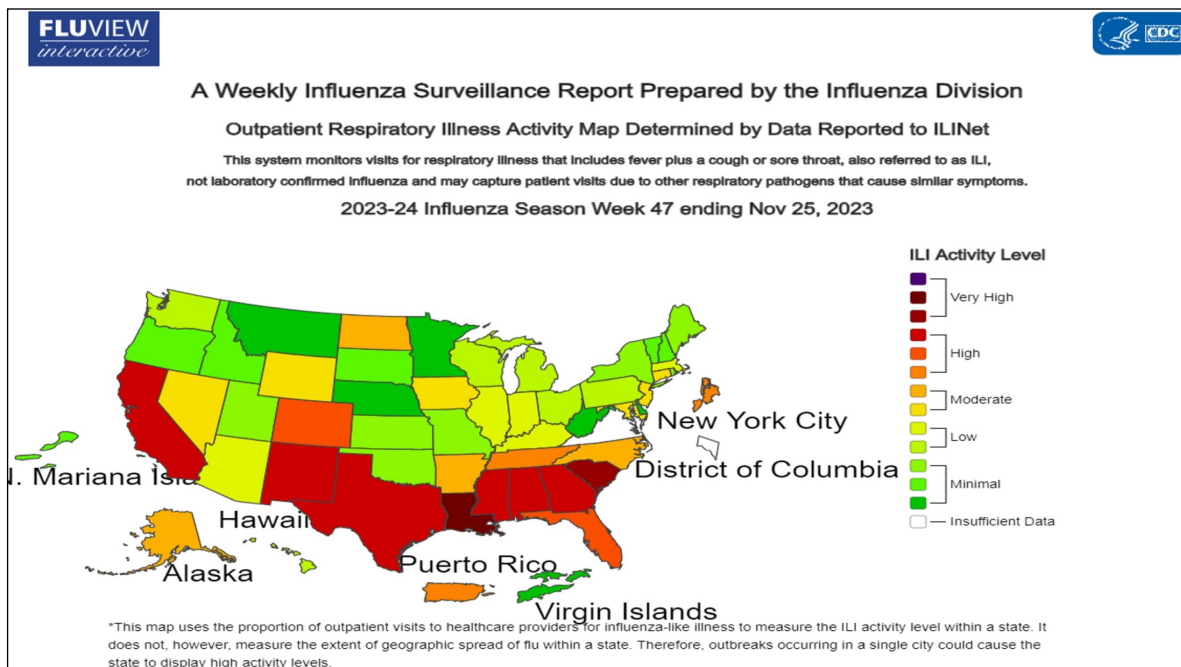 FLUVIEW
interactive
CDC
A Weekly Influenza Surveillance Report Prepared by the Influenza Division
Outpatient Respiratory Illness Activity Map Determined by Data Reported to ILINet
This system monitors visits for respiratory illness that includes fever plus a cough or sore throat, also referred to as ILI,
not laboratory confirmed influenza and may capture patient visits due to other respiratory pathogens that cause similar symptoms.
2023-24 Influenza Season Week 47 ending Nov 25, 2023
ILI Activity Level
Very High
High
Moderate
Low
Minimal
Insufficient Data
New York City
District of Columbia
N. Mariana Isla
Hawaii
Alaska
Puerto Rico
Virgin Islands
*This map uses the proportion of outpatient visits to healthcare providers for influenza-like illness to measure the ILI activity level within a state. It
does not, however, measure the extent of geographic spread of flu within a state. Therefore, outbreaks occurring in a single city could cause the
state to display high activity levels.